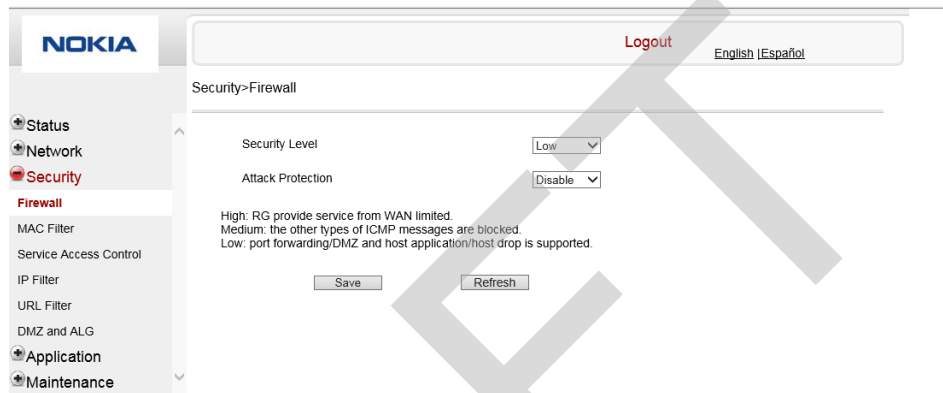 NOKIA
Logout
English |Español
Security>Firewall
Status
Network
Security
Firewall
MAC Filter
Service Access Control
IP Filter
URL Filter
DMZ and ALG
Application
Maintenance
Security Level
Low
Attack Protection
Disable
High: RG provide service from WAN limited.
Medium: the other types of ICMP messages are blocked.
Low: port forwarding/DMZ and host application/host drop is supported.
Save
Refresh